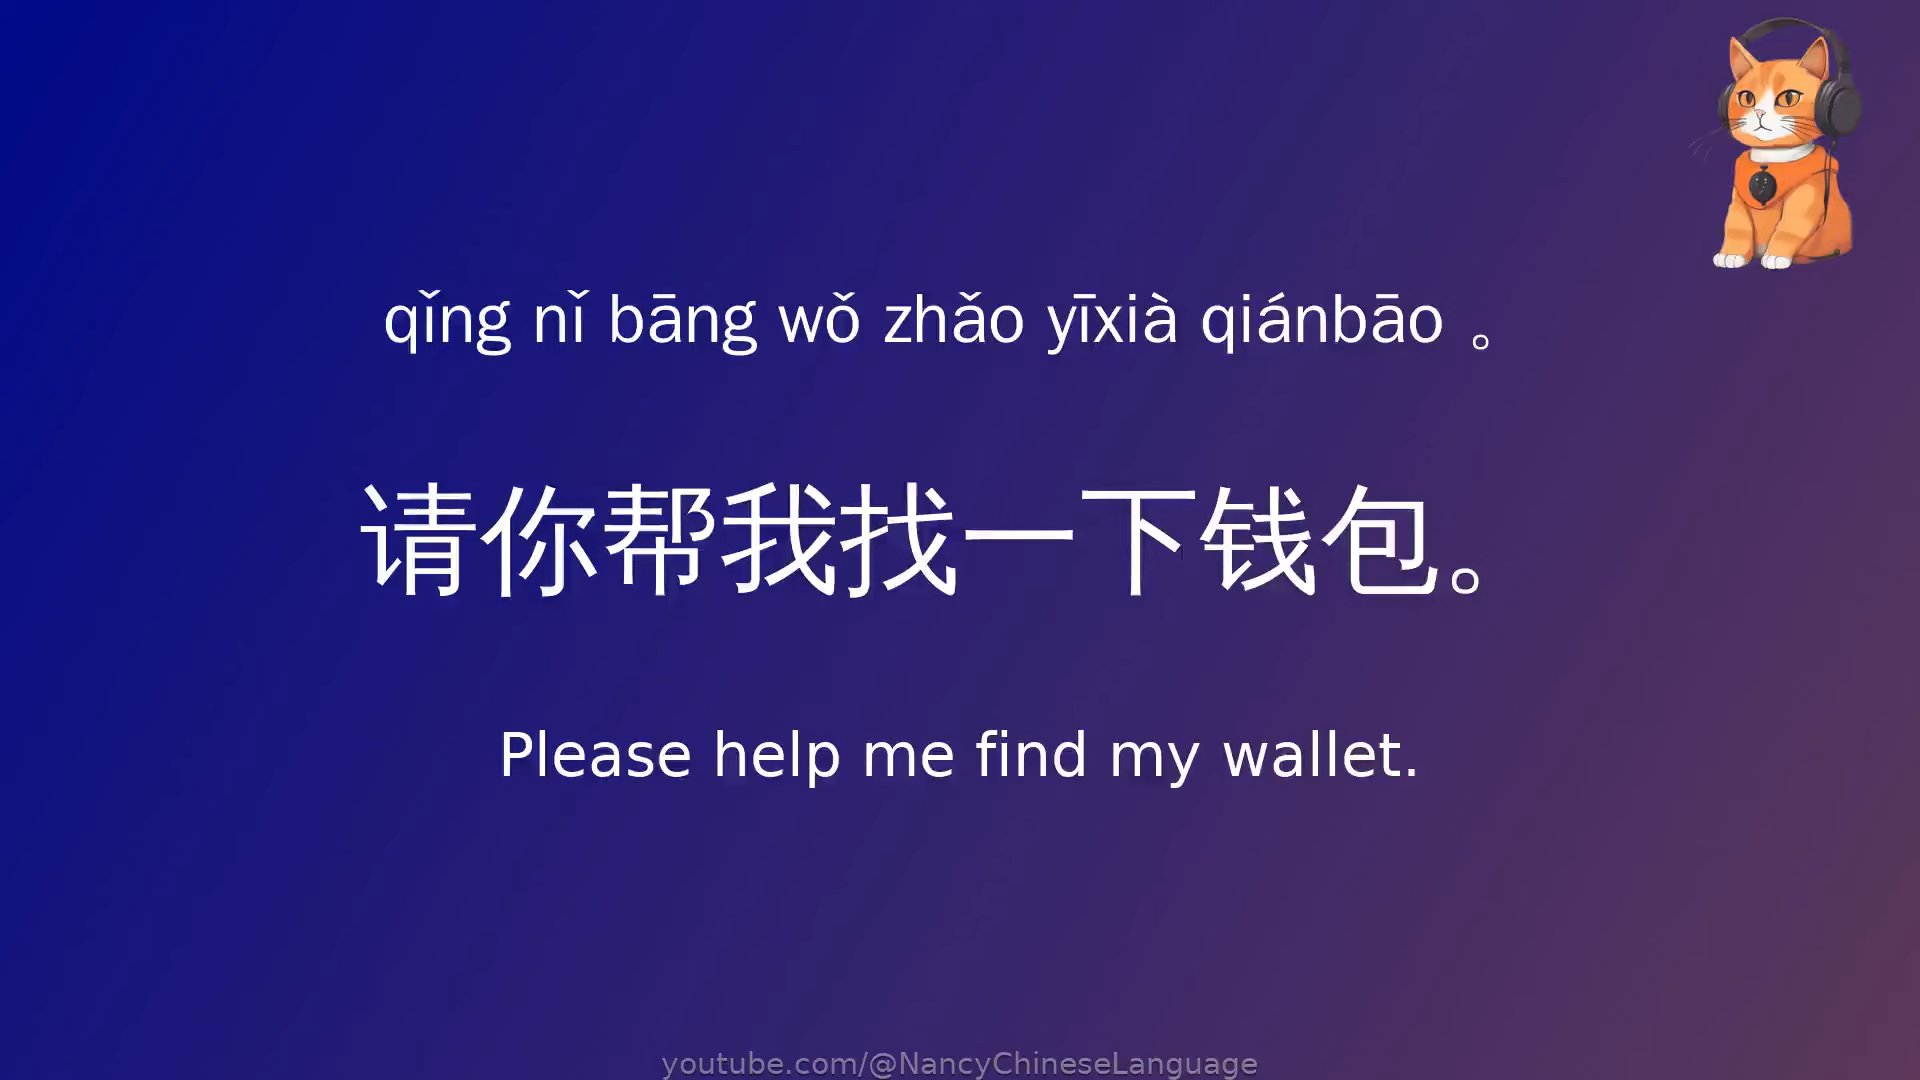 qǐng nǐ bāng wǒ zhǎo yīxià qiánbāo 。
请你帮我找一下钱包。
Please help me find my wallet.
youtube.com/@NancyChineseLanguage